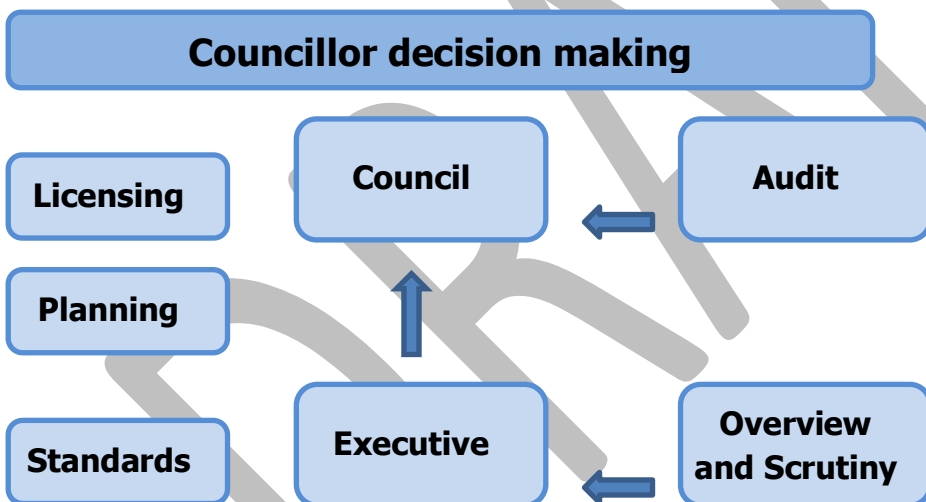 Councillor decision making
Licensing
Council
Audit
Planning
Standards
Executive
Overview
and Scrutiny